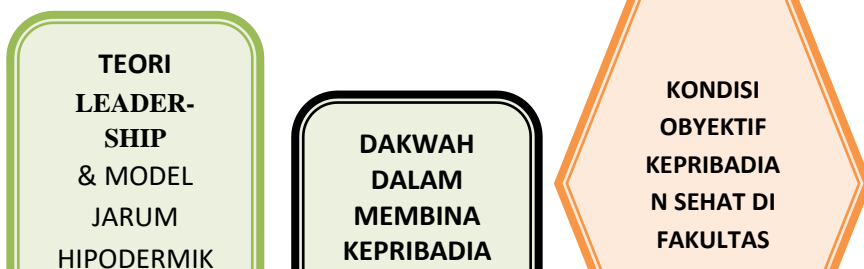 TEORI
LEADER-
SHIP
& MODEL
JARUM
HIPODERMIK
DAKWAH
DALAM
MEMBINA
KEPRIBADIA
KONDISI
OBYEKTIF
KEPRIBADIA
N SEHAT DI
FAKULTAS